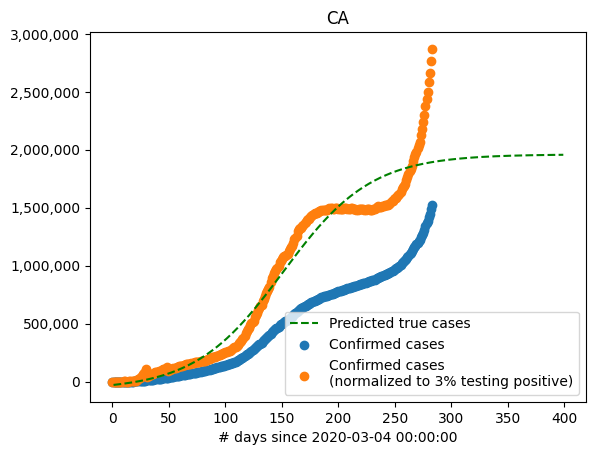 CA
3,000,000
2,500,000
2,000,000
1,500,000
1,000,000
500,000
0
0 50 100 150 200 250 300 350 400
# days since 2020-03-04 00:00:00
Predicted true cases
Confirmed cases
Confirmed cases
(normalized to 3% testing positive)